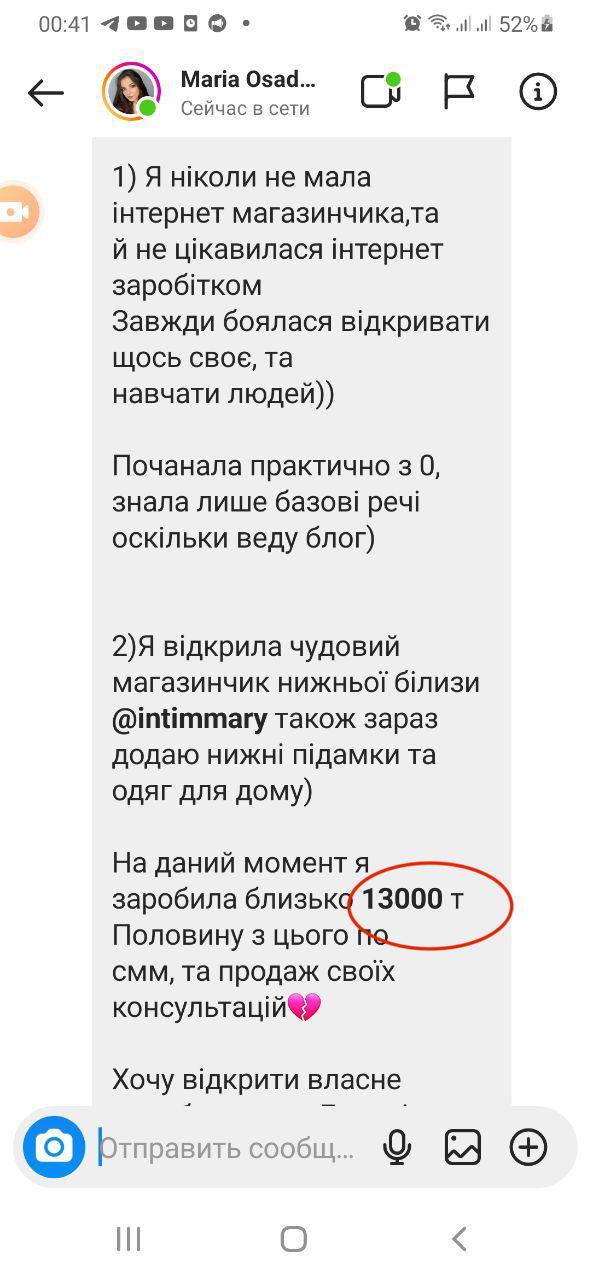 00:41
52%
Maria Osad...
Сейчас в сети
1) Я ніколи не мала
інтернет магазинчика,та
й не цікавилася інтернет
заробітком
Завжди боялася відкривати
щось своє, та
навчати людей))
Почанала практично з 0,
знала лише базові речі
оскільки веду блог)
2)Я відкрила чудовий
магазинчик нижньої білизи
@intimmary також зараз
додаю нижні підамки та
одяг для дому)
На даний момент я
заробила близько 13000 т
Половину з цього по
смм, та продаж своїх
консультацій💔
Хочу відкрити власне
Отправить сообщ...